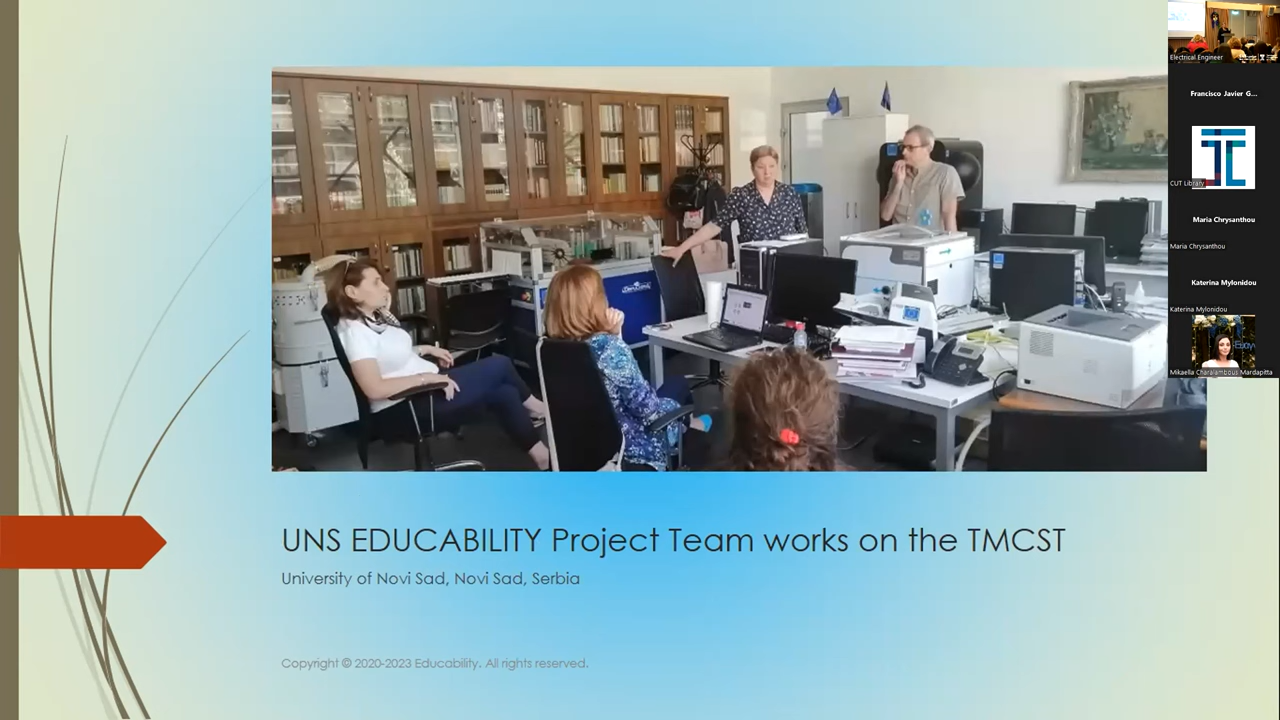 UNS EDUCABILITY Project Team works on the TMCST
University of Novi Sad, Novi Sad, Serbia
Copyright © 2020-2023 Educability. All rights reserved.
Electrical Engineer
Francisco Javier G...
CUT Library
Maria Chrysanthou
Maria Chrysanthou
Katerina Mylonidou
Katerina Mylonidou
Mikaella Charalambous Mardapitta